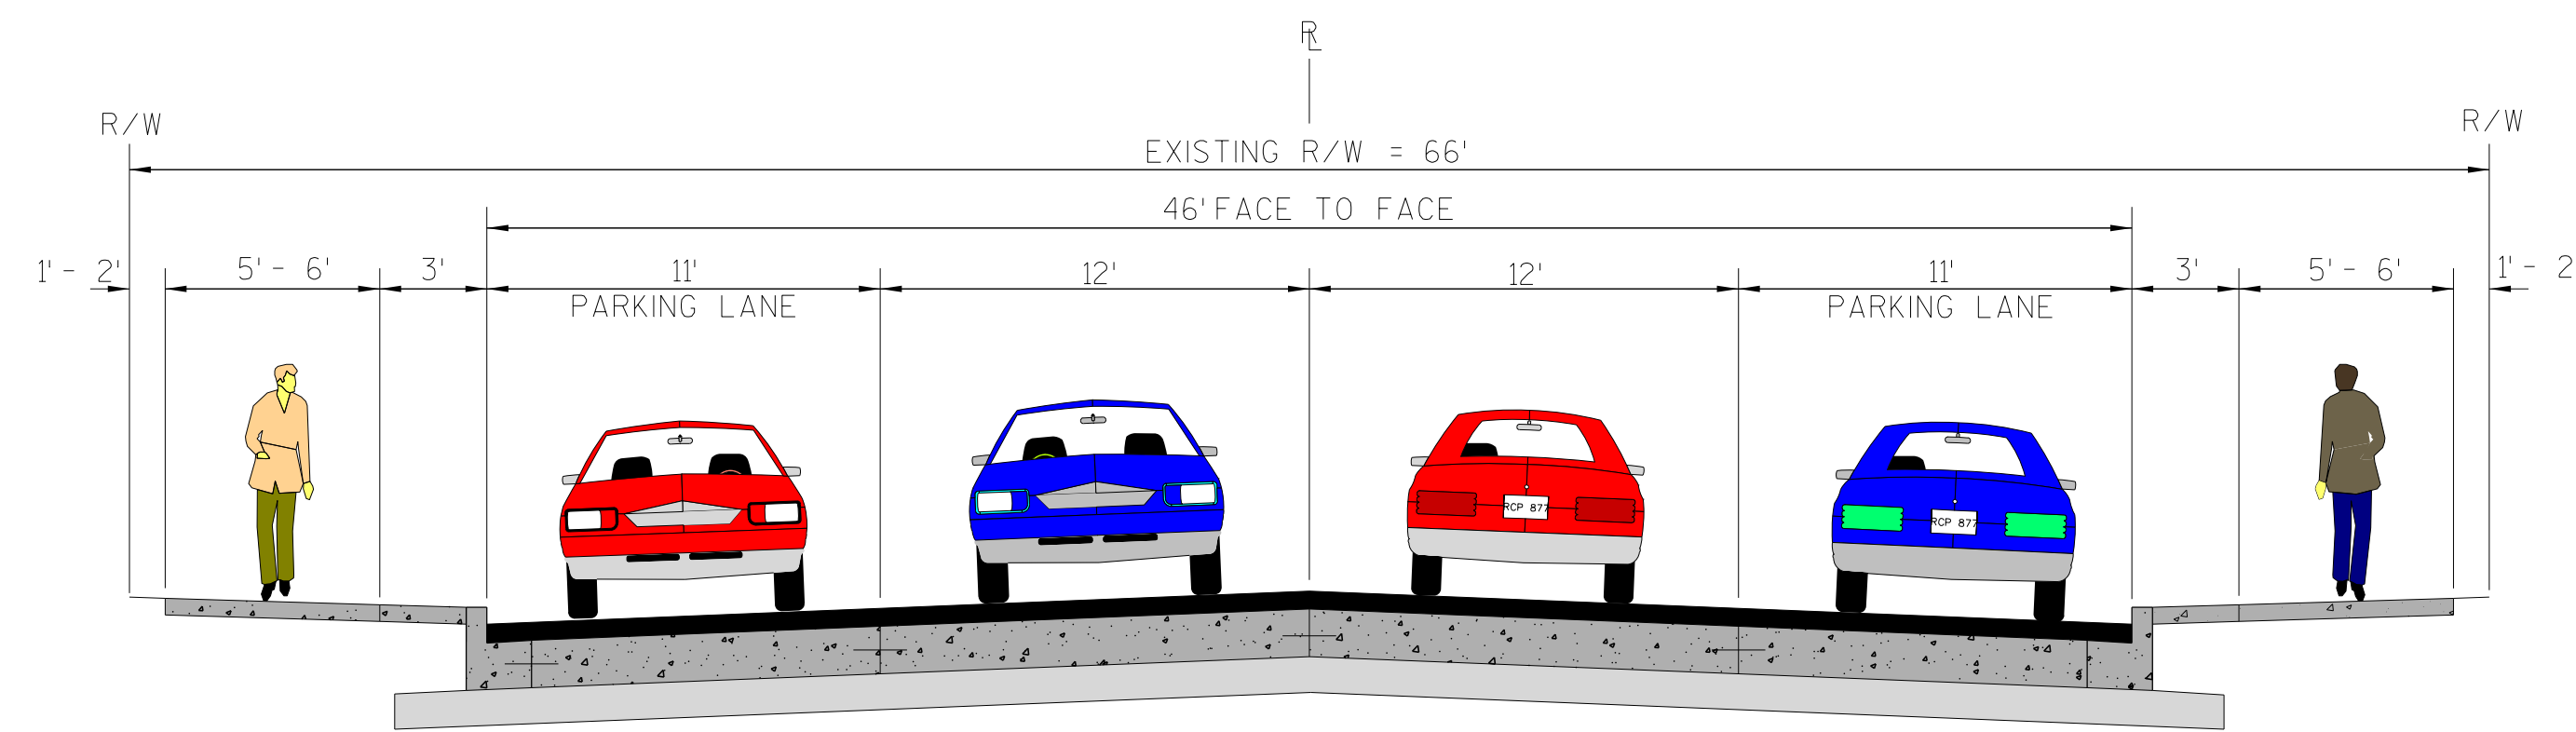 R
R/W
R/W
EXISTING R/W = 66'
46' FACE TO FACE
1' - 2' 5' - 6' 3' 11' 12' 12' 11' 3' 5' - 6' 1' - 2
PARKING LANE PARKING LANE
RCP 877 RCP 877